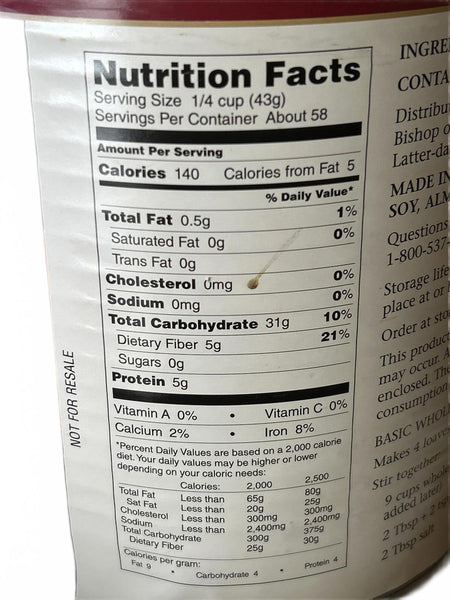 Nutrition Facts
Serving Size 1/4 cup (43g)
Servings Per Container About 58
Amount Per Serving
Calories 140 Calories from Fat 5
% Daily Value*
Total Fat 0.5g 1%
Saturated Fat 0g 0%
Trans Fat 0g
Cholesterol 0mg 0%
Sodium 0mg 0%
Total Carbohydrate 31g 10%
Dietary Fiber 5g 21%
Sugars 0g
Protein 5g
Vitamin A 0% • Vitamin C 0%
Calcium 2% • Iron 8%
*Percent Daily Values are based on a 2,000 calorie
diet. Your daily values may be higher or lower
depending on your caloric needs:
Calories: 2,000 2,500
Total Fat Less than 65g 80g
Sat Fat Less than 20g 25g
Cholesterol Less than 300mg 300mg
Sodium Less than 2,400mg 2,400mg
Total Carbohydrate 300g 375g
Dietary Fiber 25g 30g
Calories per gram:
Fat 9 • Carbohydrate 4 • Protein 4
NOT FOR RESALE
INGRE
CONTA
Distribu
Bishop o
Latter-da
MADE IN
SOY, ALM
Questions
1-800-537-
Storage life
place at or
Order at sto
This produc
may occur. A
enclosed. The
consumption
BASIC WHOL
Makes 4 loaves
Stir together
9 cups whole
added later)
2 Tbsp + 2
2 Tbsp salt